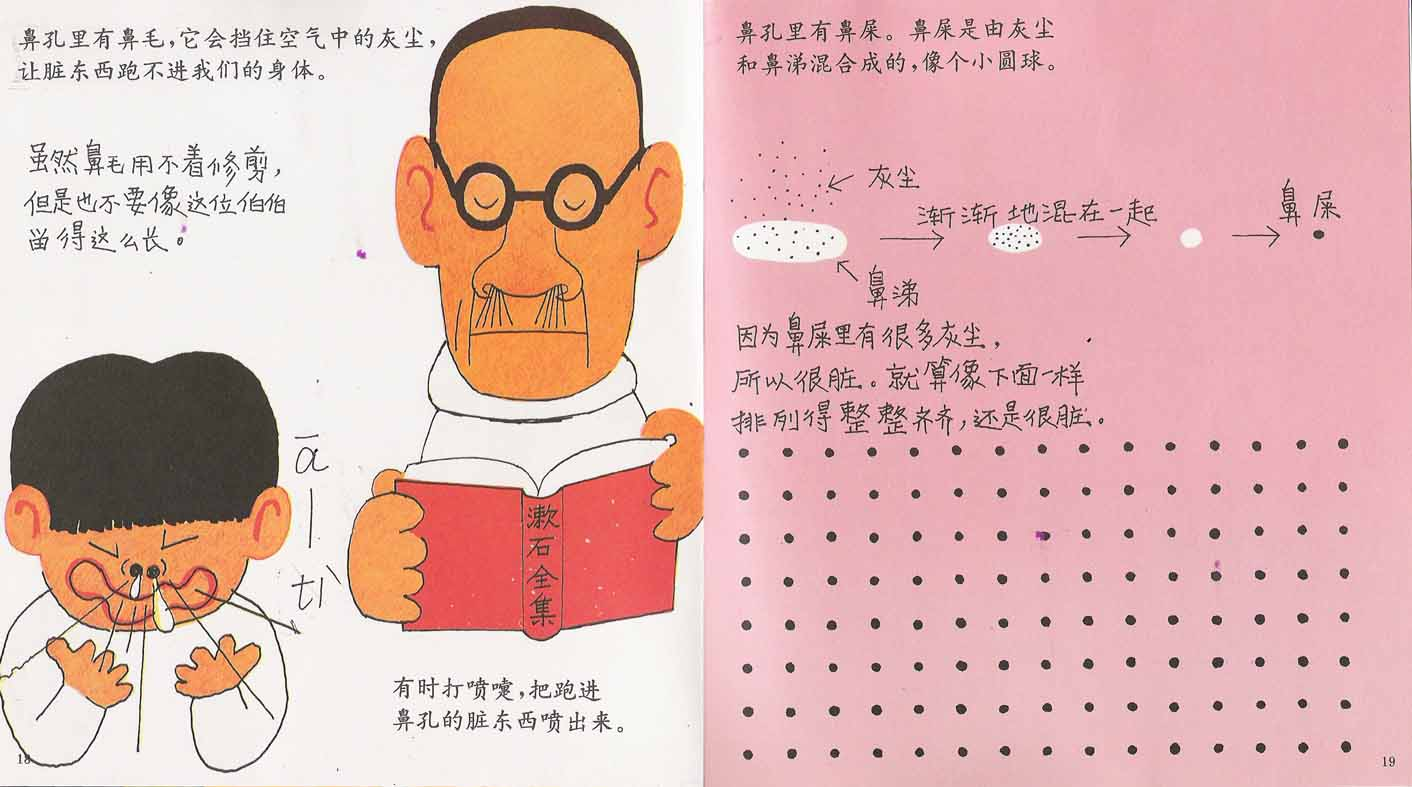 鼻孔里有鼻毛，它会挡住空气中的灰尘，
让脏东西跑不进我们的身体。
虽然鼻毛用不着修剪，
但是也不要像这位伯伯
留得这么长。
ā
tì
漱石全集
有时打喷嚏，把跑进
鼻孔的脏东西喷出来。
18
鼻孔里有鼻屎。鼻屎是由灰尘
和鼻涕混合成的，像个小圆球。
灰尘
渐渐地混在一起
鼻屎
鼻涕
因为鼻屎里有很多灰尘，
所以很脏。就算像下面一样
排列得整整齐齐，还是很脏。
19